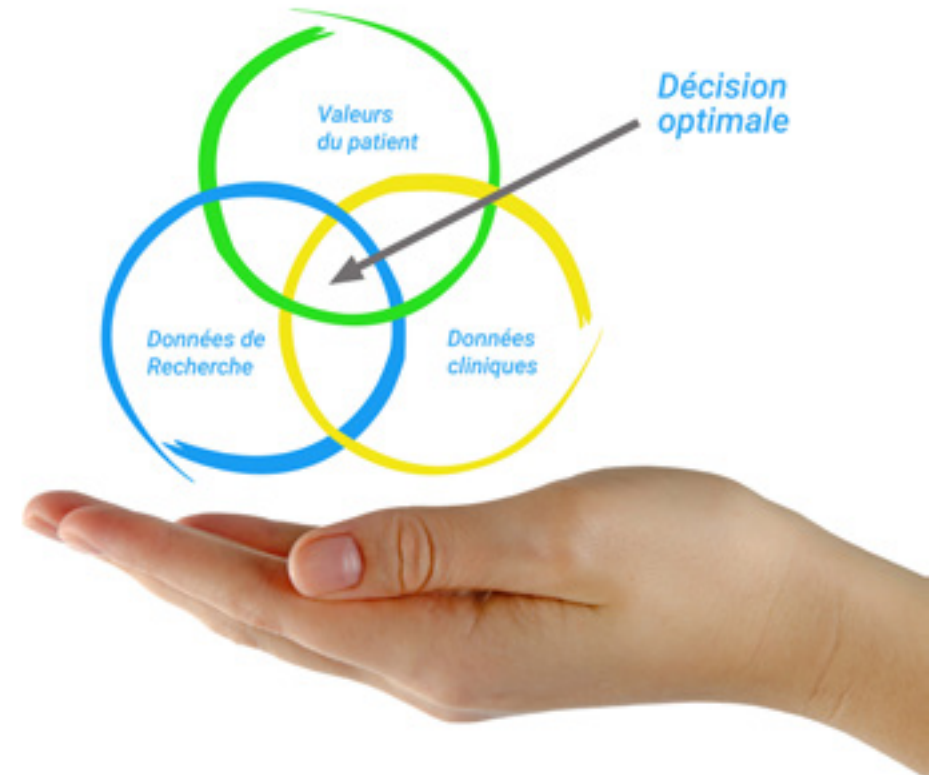 Valeurs
du patient
Décision
optimale
Données de
Recherche
Données
cliniques